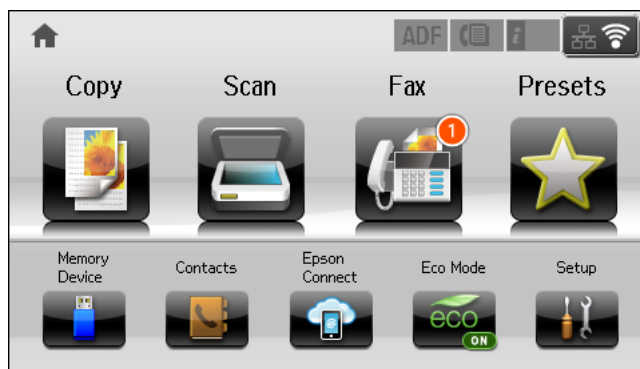 ADF i
Copy Scan Fax Presets
1
Memory Device Contacts Epson Connect Eco Mode Setup
@
eco
ON